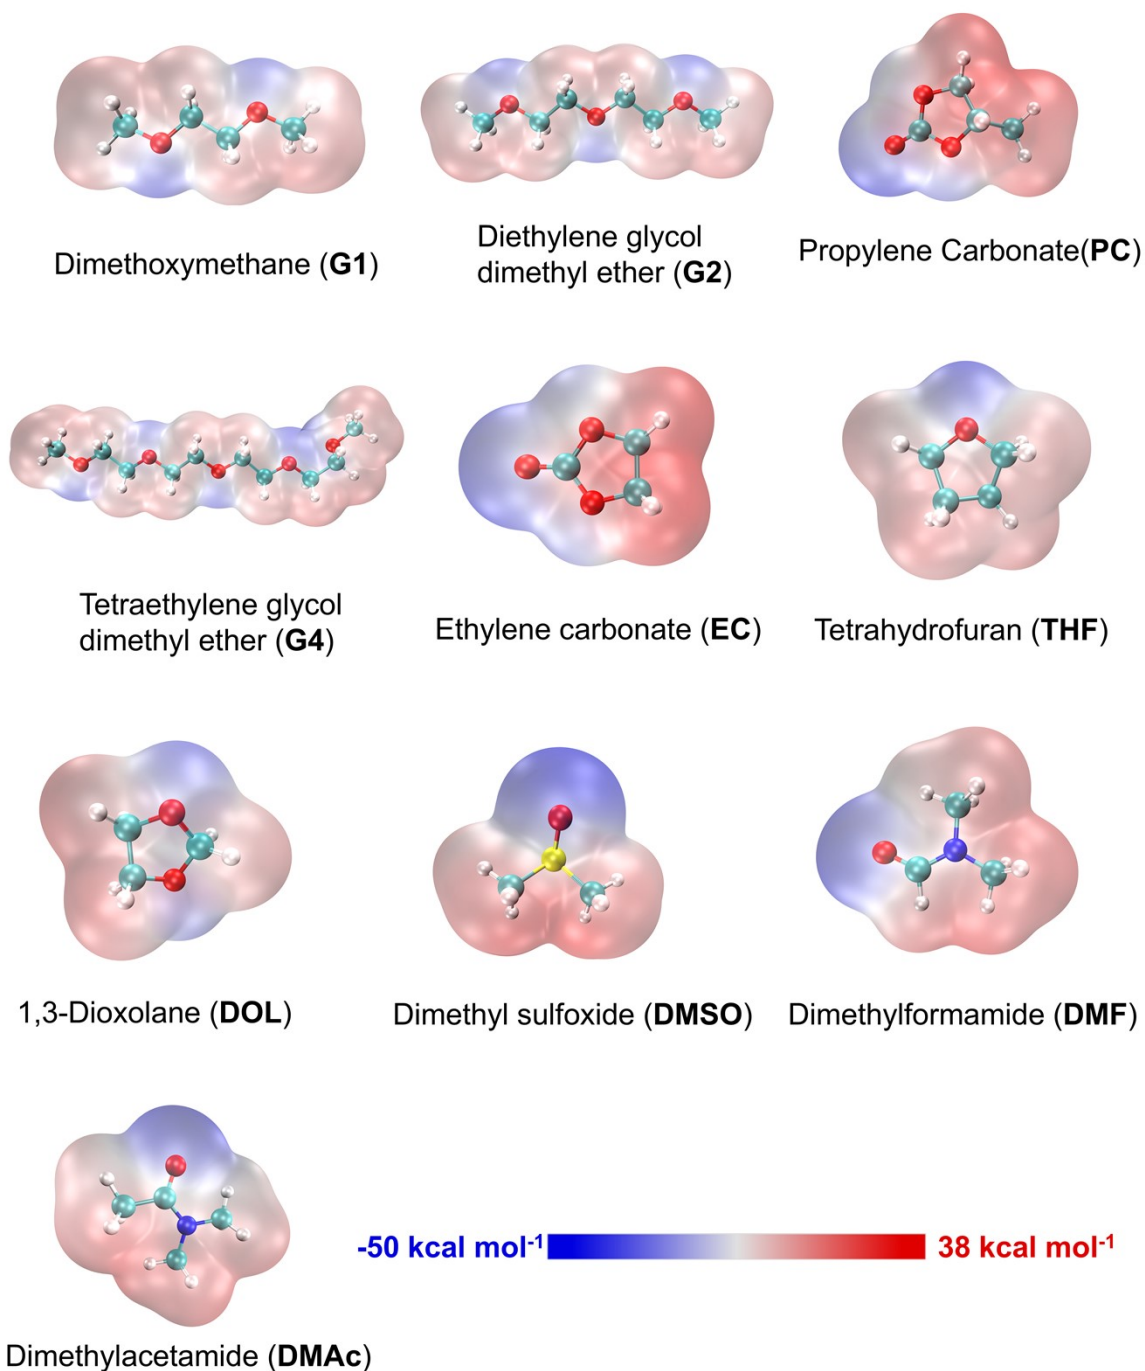 Dimethoxymethane (G1)
Diethylene glycol
dimethyl ether (G2)
Propylene Carbonate(PC)
Tetraethylene glycol
dimethyl ether (G4)
Ethylene carbonate (EC)
Tetrahydrofuran (THF)
1,3-Dioxolane (DOL)
Dimethyl sulfoxide (DMSO)
Dimethylformamide (DMF)
Dimethylacetamide (DMAc)
-50 kcal mol⁻¹
38 kcal mol⁻¹